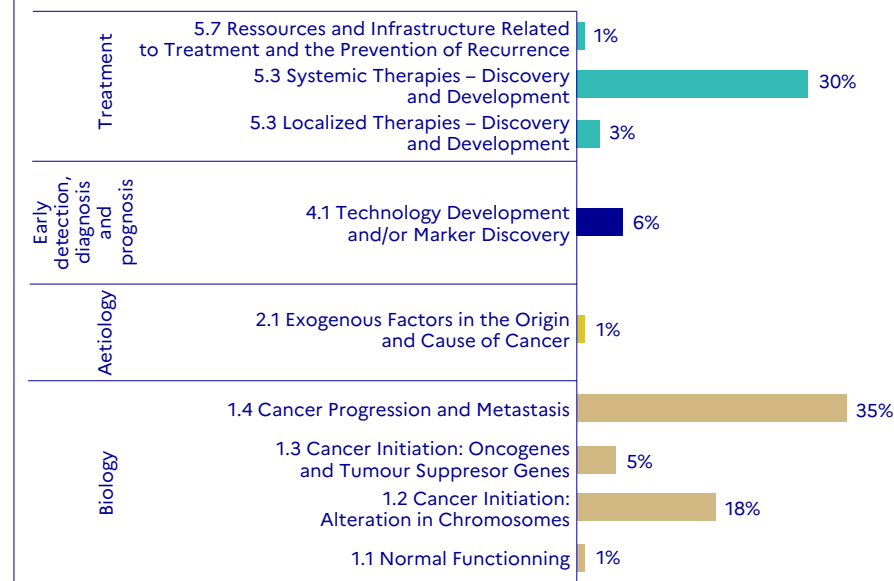 Treatment
5.7 Ressources and Infrastructure Related
to Treatment and the Prevention of Recurrence
1%
5.3 Systemic Therapies – Discovery
and Development
30%
5.3 Localized Therapies – Discovery
and Development
3%
Early
detection,
diagnosis
and
prognosis
4.1 Technology Development
and/or Marker Discovery
6%
Aetiology
2.1 Exogenous Factors in the Origin
and Cause of Cancer
1%
Biology
1.4 Cancer Progression and Metastasis
35%
1.3 Cancer Initiation: Oncogenes
and Tumour Suppresor Genes
5%
1.2 Cancer Initiation:
Alteration in Chromosomes
18%
1.1 Normal Functionning
1%